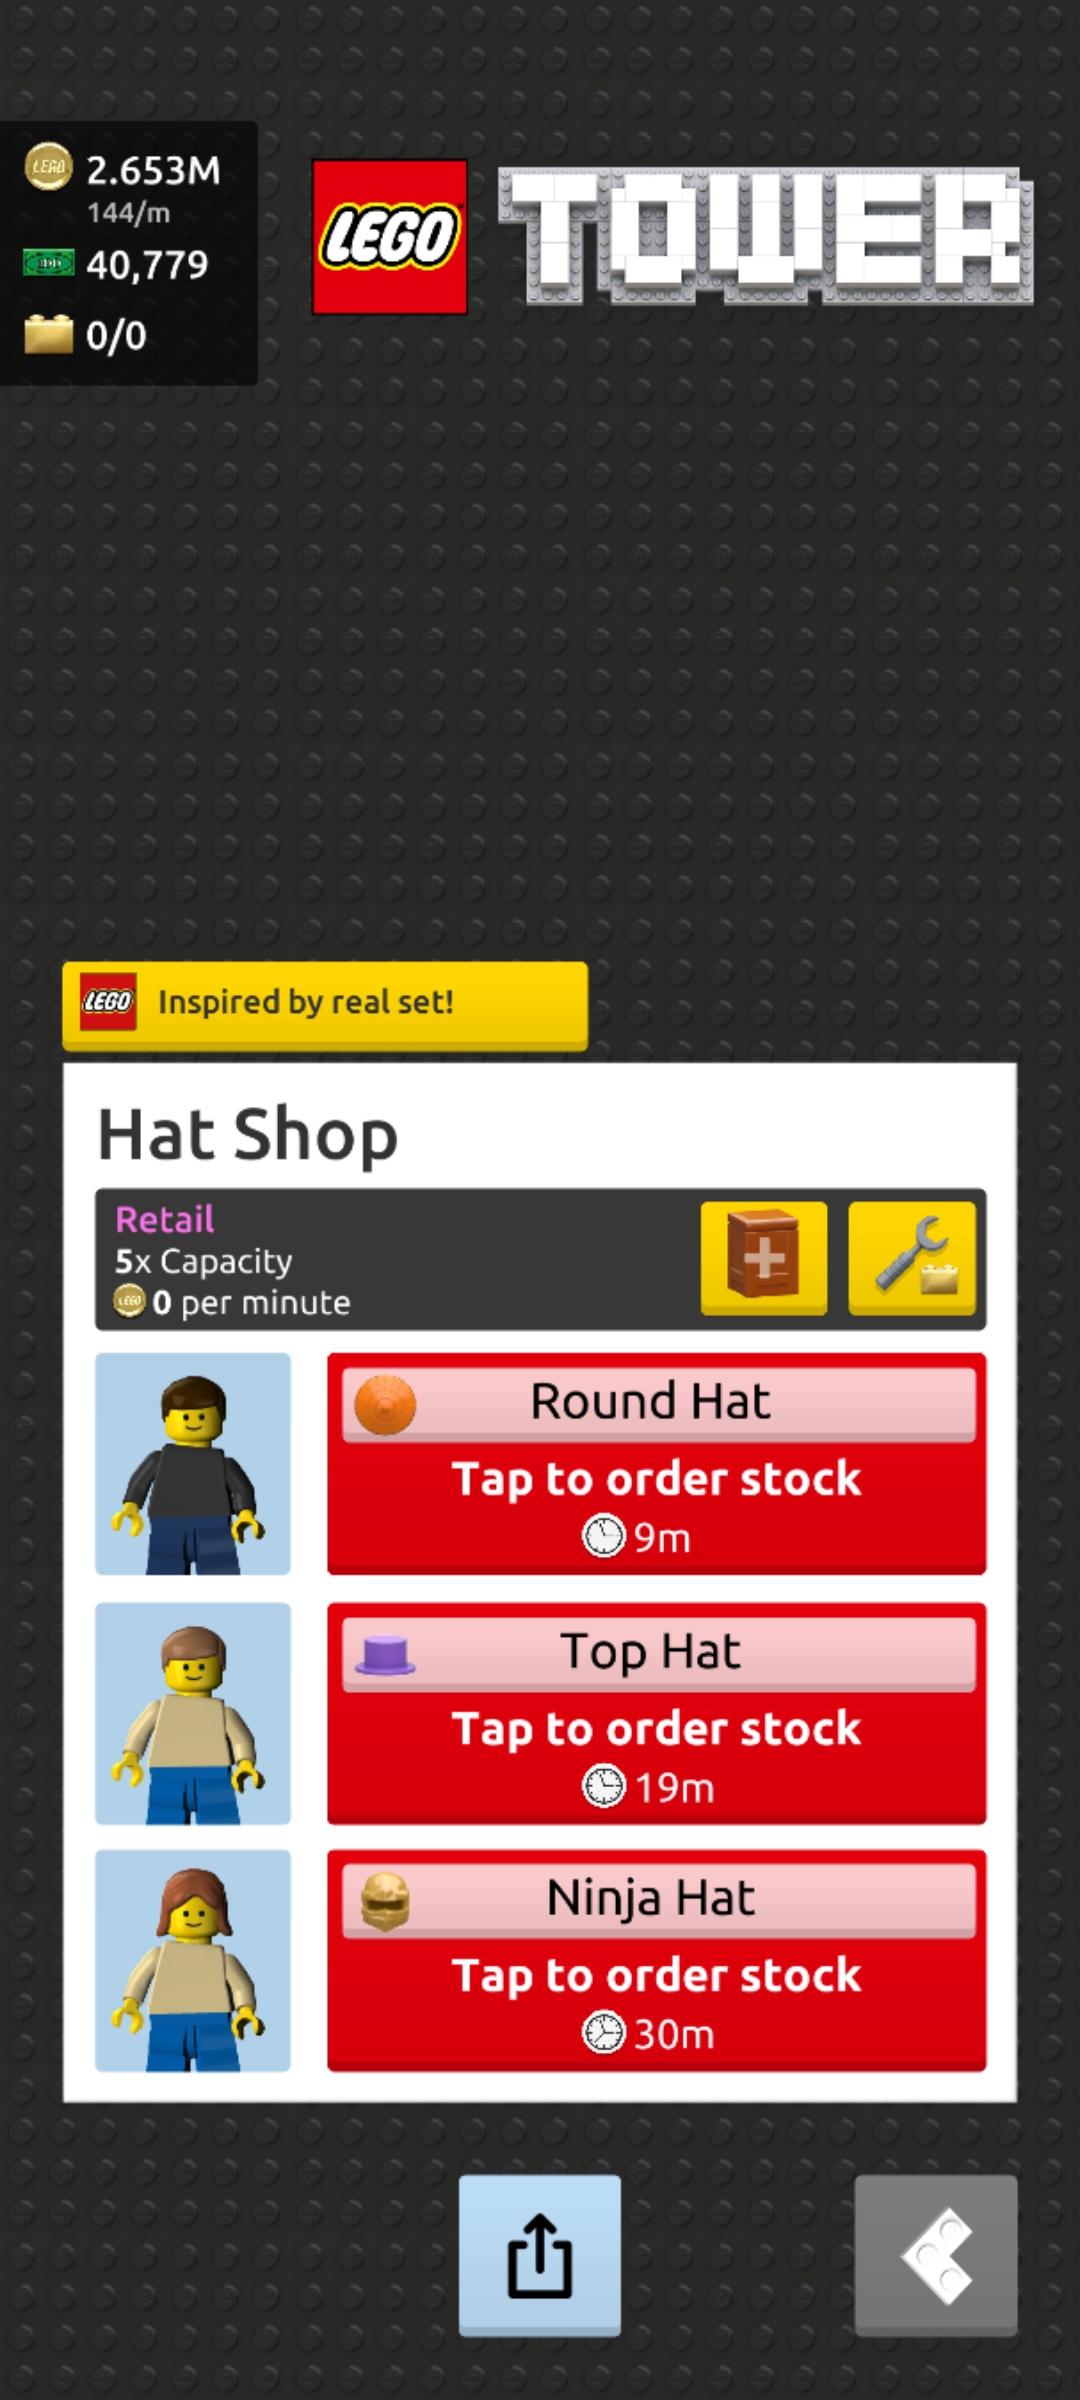 2.653M
144/m
40,779
0/0
LEGO
TOWER
LEGO
Inspired by real set!
Hat Shop
Retail
5x Capacity
LEGO 0 per minute
Round Hat
Tap to order stock
9m
Top Hat
Tap to order stock
19m
Ninja Hat
Tap to order stock
30m